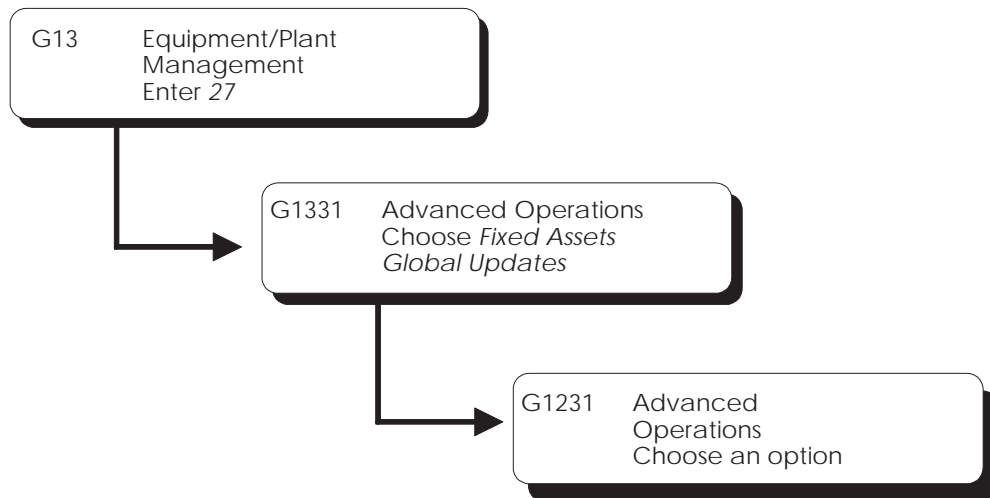 G13 Equipment/Plant
Management
Enter 27
G1331 Advanced Operations
Choose Fixed Assets
Global Updates
G1231 Advanced
Operations
Choose an option